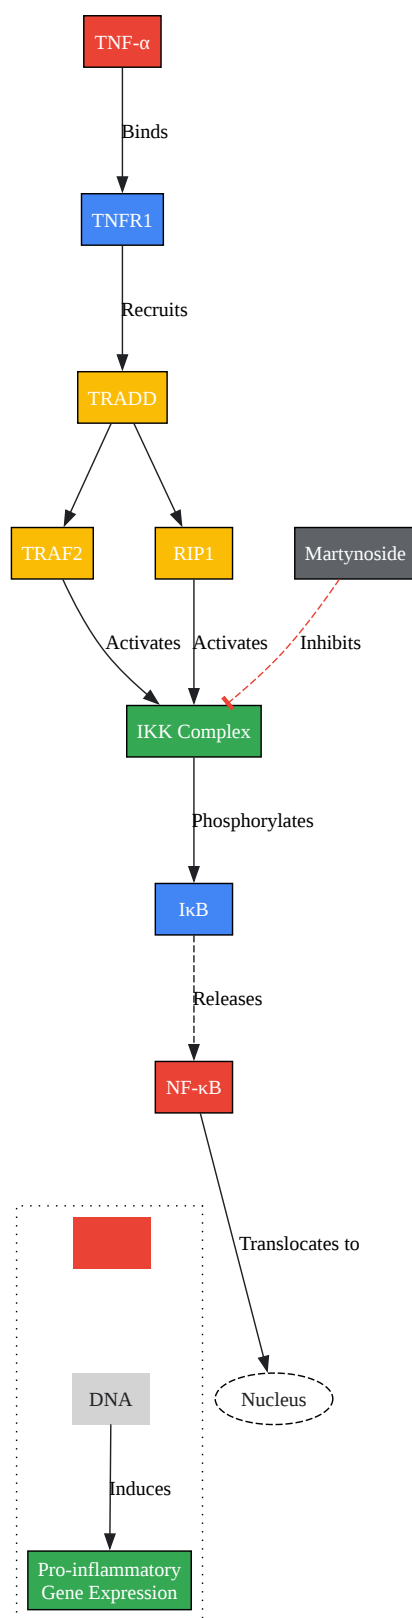 TNF-α
Binds
TNFR1
Recruits
TRADD
TRAF2
RIP1
Martynoside
Activates
Activates
Inhibits
IKK Complex
Phosphorylates
IκB
Releases
NF-κB
Translocates to
DNA
Nucleus
Induces
Pro-inflammatory
Gene Expression